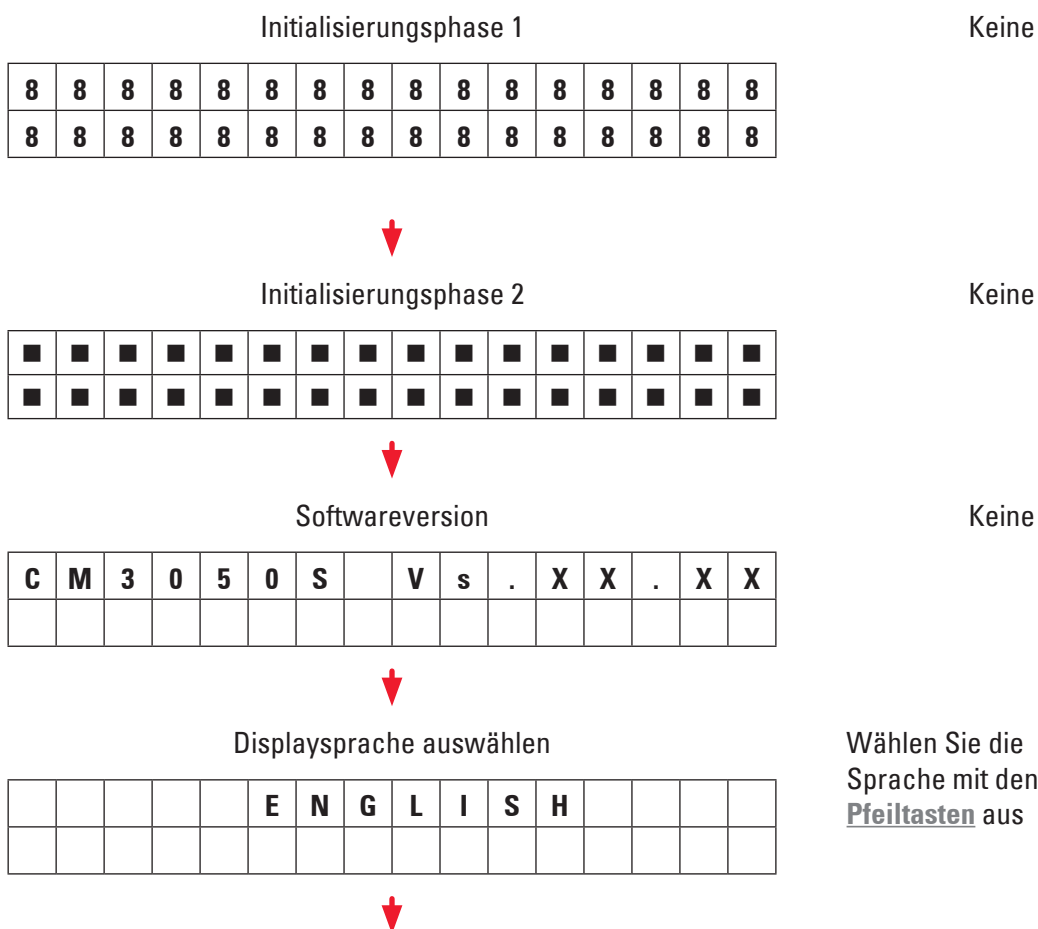 Initialisierungsphase 1 Keine
8 8 8 8 8 8 8 8 8 8 8 8 8 8 8 8
8 8 8 8 8 8 8 8 8 8 8 8 8 8 8 8
Initialisierungsphase 2 Keine
■ ■ ■ ■ ■ ■ ■ ■ ■ ■ ■ ■ ■ ■ ■ ■
■ ■ ■ ■ ■ ■ ■ ■ ■ ■ ■ ■ ■ ■ ■ ■
Softwareversion Keine
C M 3 0 5 0 S V s . X X . X X
Displaysprache auswählen
E N G L I S H
Wählen Sie die
Sprache mit den
Pfeiltasten aus